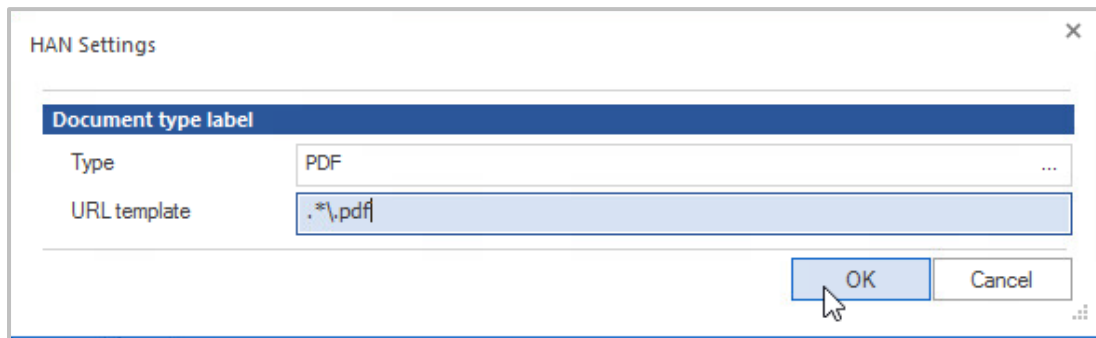 HAN Settings
Document type label
Type PDF ...
URL template .*\.pdf
OK Cancel